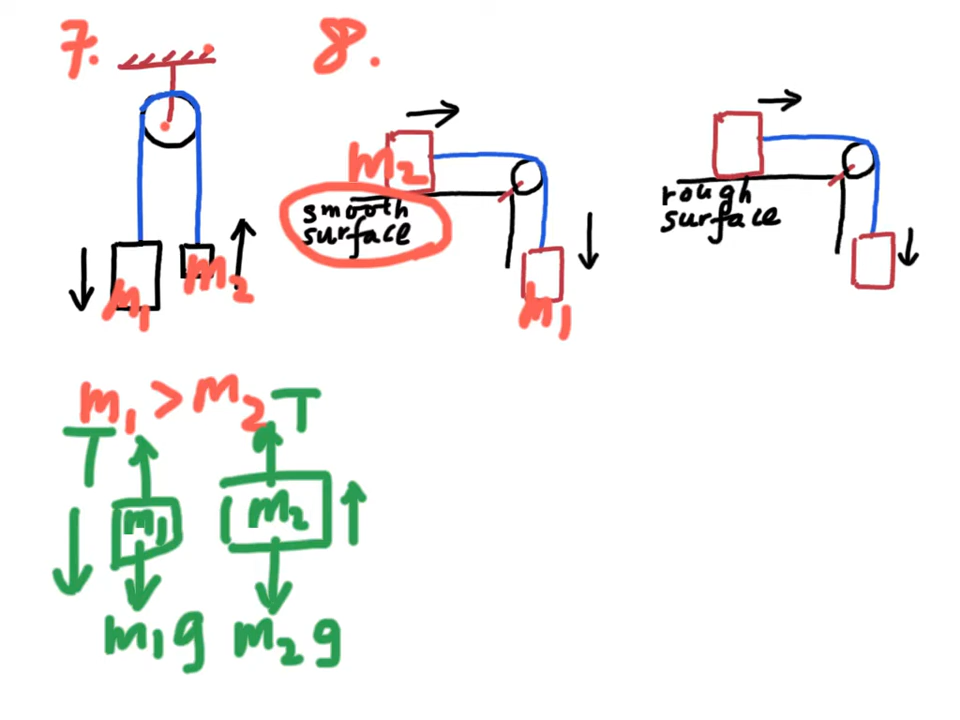 7.
8.
m2
smooth
surface
m1
m1
m2
rough
surface
m1 > m2
T
T
m1
m2
m1g
m2g